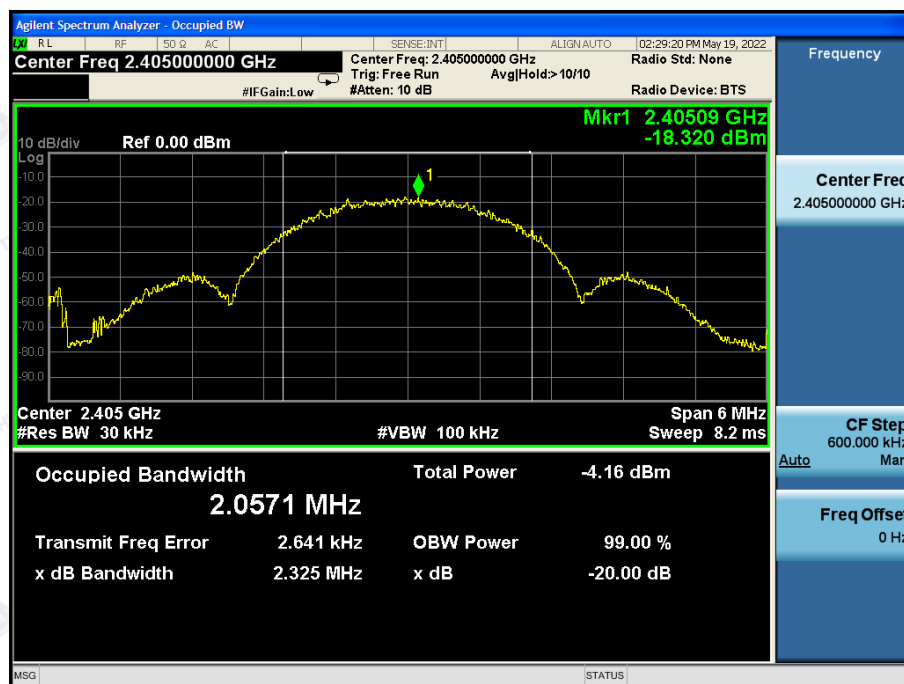 Agilent Spectrum Analyzer - Occupied BW
LXI RL RF 50 Ω AC SENSE:INT ALIGN AUTO 02:29:20 PM May 19, 2022
Center Freq 2.405000000 GHz
Center Freq: 2.405000000 GHz
Radio Std: None
Trig: Free Run Avg|Hold:>10/10
#IFGain:Low #Atten: 10 dB Radio Device: BTS
Mkr1 2.40509 GHz
-18.320 dBm
10 dB/div Ref 0.00 dBm
Log
-10.0
1
-20.0
-30.0
-40.0
-50.0
-60.0
-70.0
-80.0
-90.0
Center 2.405 GHz Span 6 MHz
#Res BW 30 kHz #VBW 100 kHz Sweep 8.2 ms
Occupied Bandwidth Total Power -4.16 dBm
2.0571 MHz
Transmit Freq Error 2.641 kHz OBW Power 99.00 %
x dB Bandwidth 2.325 MHz x dB -20.00 dB
MSG STATUS
Frequency
Center Freq
2.405000000 GHz
CF Step
600.000 kHz
Auto Man
Freq Offset
0 Hz